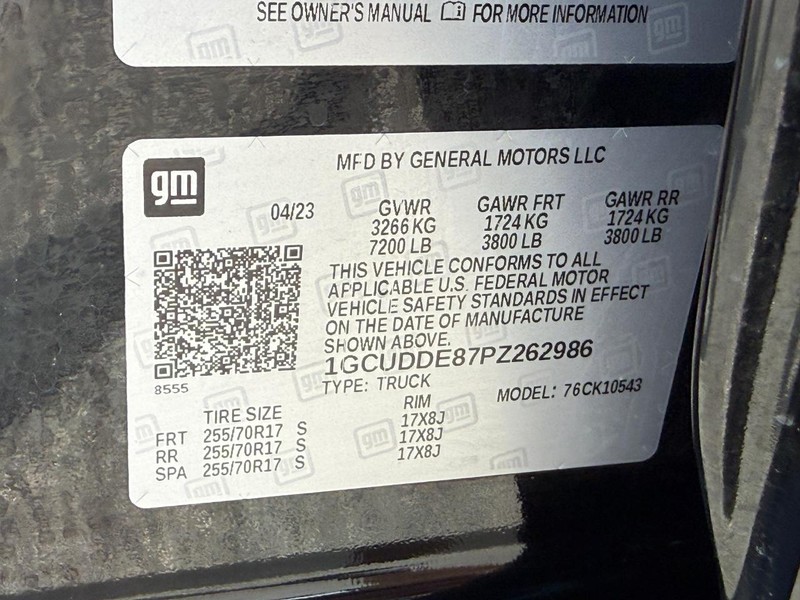 SEE OWNER'S MANUAL FOR MORE INFORMATION
gm
MFD BY GENERAL MOTORS LLC
04/23
GVWR GAWR FRT GAWR RR
3266 KG 1724 KG 1724 KG
7200 LB 3800 LB 3800 LB
THIS VEHICLE CONFORMS TO ALL
APPLICABLE U.S. FEDERAL MOTOR
VEHICLE SAFETY STANDARDS IN EFFECT
ON THE DATE OF MANUFACTURE
SHOWN ABOVE.
1GCUDDE87PZ262986
8555
TYPE: TRUCK MODEL: 76CK10543
TIRE SIZE RIM
FRT 255/70R17 S 17X8J
RR 255/70R17 S 17X8J
SPA 255/70R17 S 17X8J